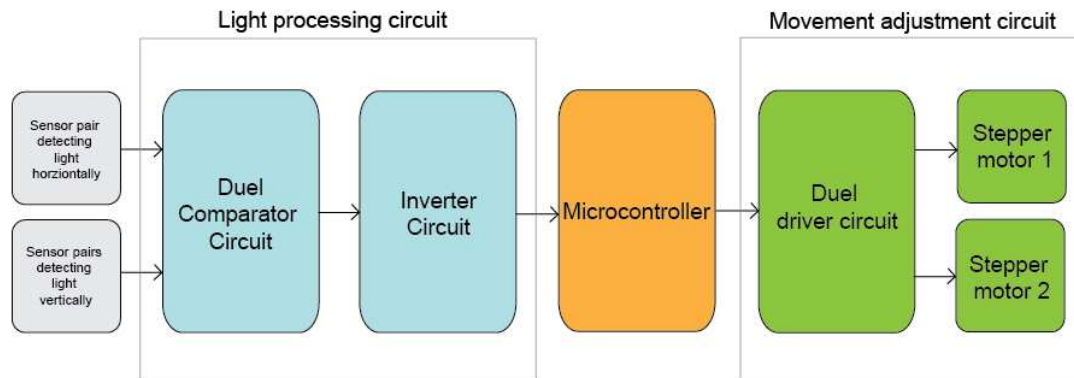 Light processing circuit
Movement adjustment circuit
Sensor pair
detecting
light
horziontally
Sensor pairs
detecting
light
vertically
Duel
Comparator
Circuit
Inverter
Circuit
Microcontroller
Duel
driver circuit
Stepper
motor 1
Stepper
motor 2